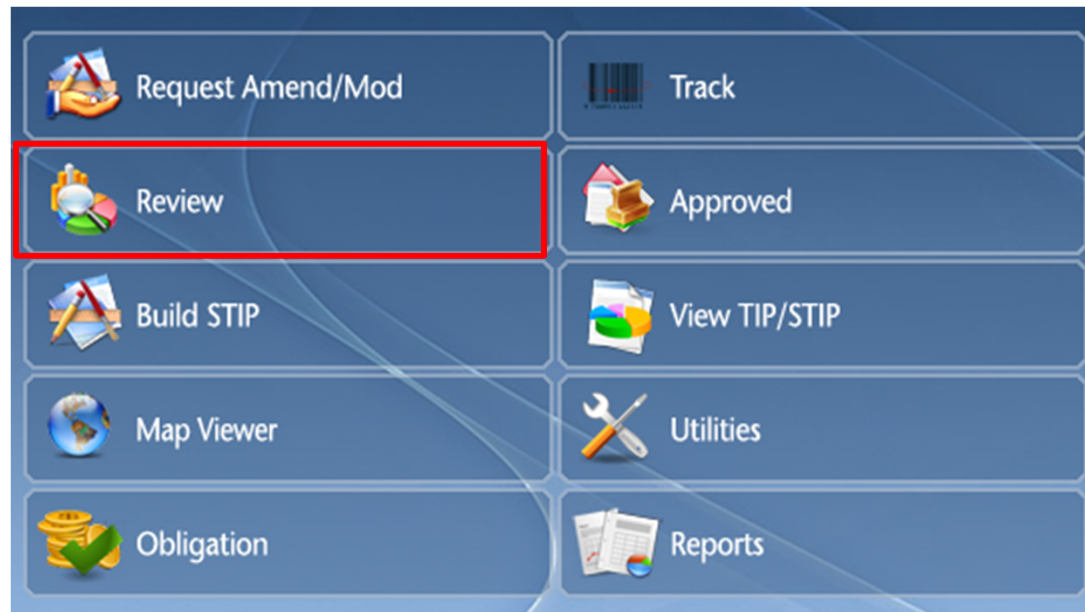 Request Amend/Mod
Track
Review
Approved
Build STIP
View TIP/STIP
Map Viewer
Utilities
Obligation
Reports